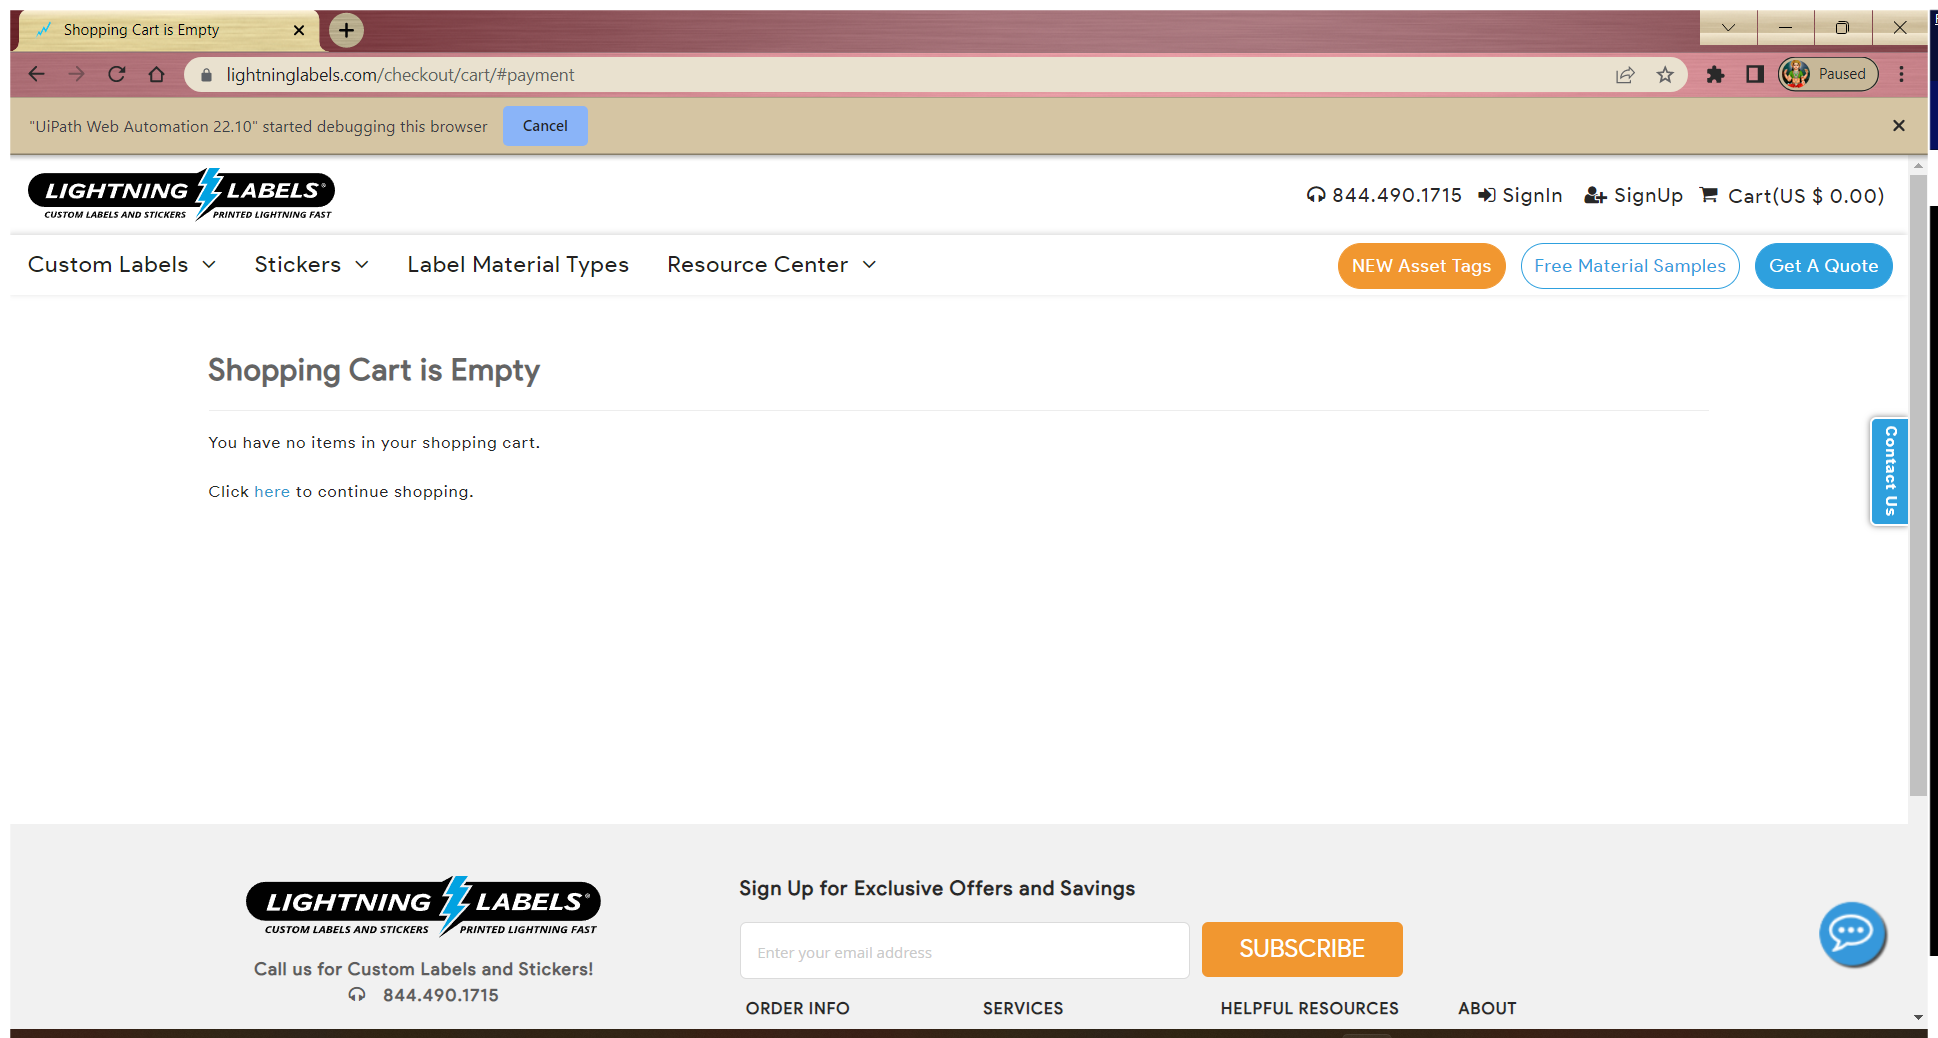 Shopping Cart is Empty
lightninglabels.com/checkout/cart/#payment
Paused
"UiPath Web Automation 22.10" started debugging this browser
Cancel
LIGHTNING LABELS®
CUSTOM LABELS AND STICKERS PRINTED LIGHTNING FAST
844.490.1715 SignIn SignUp Cart(US $ 0.00)
Custom Labels Stickers Label Material Types Resource Center NEW Asset Tags Free Material Samples Get A Quote
Shopping Cart is Empty
You have no items in your shopping cart.
Click here to continue shopping.
Contact Us
LIGHTNING LABELS®
CUSTOM LABELS AND STICKERS PRINTED LIGHTNING FAST
Call us for Custom Labels and Stickers!
844.490.1715
Sign Up for Exclusive Offers and Savings
Enter your email address
SUBSCRIBE
ORDER INFO SERVICES HELPFUL RESOURCES ABOUT